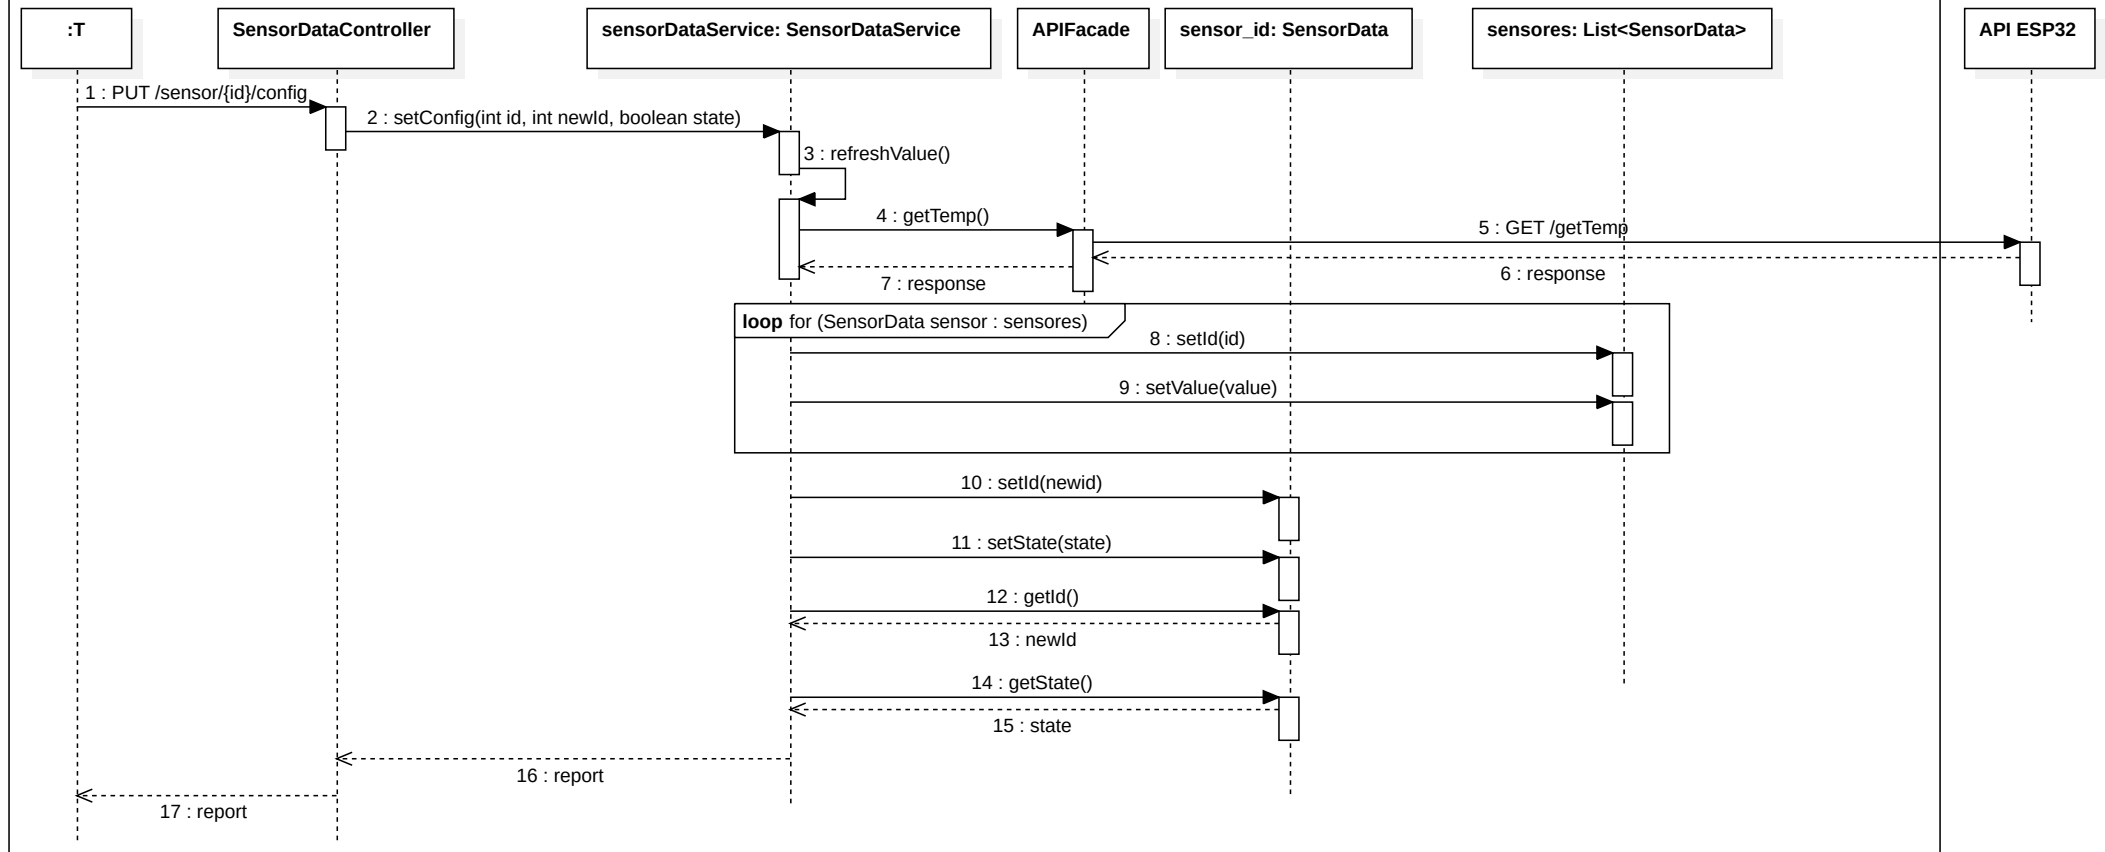 :T
SensorDataController
sensorDataService: SensorDataService
APIFacade
sensor_id: SensorData
sensores: List<SensorData>
API ESP32
1 : PUT /sensor/{id}/config
2 : setConfig(int id, int newId, boolean state)
3 : refreshValue()
4 : getTemp()
5 : GET /getTemp
6 : response
7 : response
loop for (SensorData sensor : sensores)
8 : setId(id)
9 : setValue(value)
10 : setId(newid)
11 : setState(state)
12 : getId()
13 : newId
14 : getState()
15 : state
16 : report
17 : report